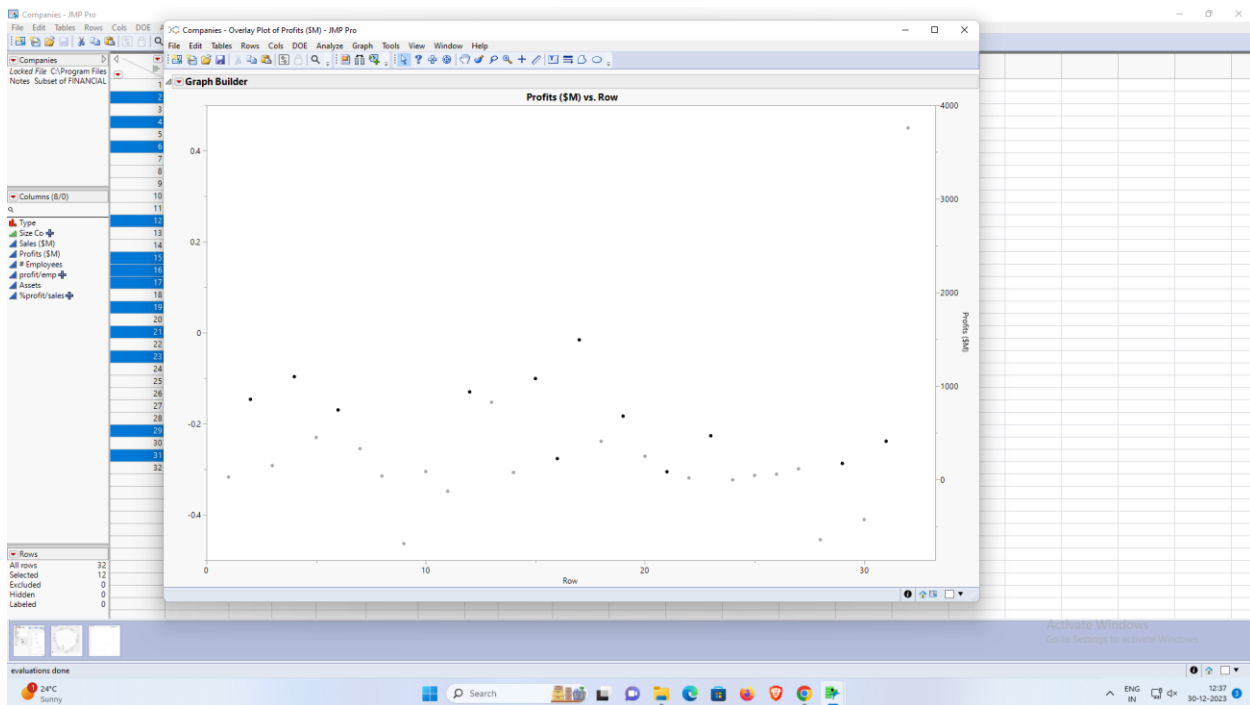 Companies - JMP Pro
File Edit Tables Rows Cols DOE A
Companies
Locked File C:\Program Files
Notes Subset of FINANCIAL
Columns (8/0)
Type
Size Co
Sales ($M)
Profits ($M)
# Employees
profit/emp
Assets
%profit/sales
Rows
All rows 32
Selected 12
Excluded 0
Hidden 0
Labeled 0
1
2
3
4
5
6
7
8
9
10
11
12
13
14
15
16
17
18
19
20
21
22
23
24
25
26
27
28
29
30
31
32
Companies - Overlay Plot of Profits ($M) - JMP Pro
File Edit Tables Rows Cols DOE Analyze Graph Tools View Window Help
Graph Builder
Profits ($M) vs. Row
0.4
0.2
0
-0.2
-0.4
4000
3000
2000
1000
0
Profits ($M)
0 10 20 30
Row
Activate Windows
Go to Settings to activate Windows.
evaluations done
1
24°C
Sunny
Search
ENG
IN
12:37
30-12-2023
3